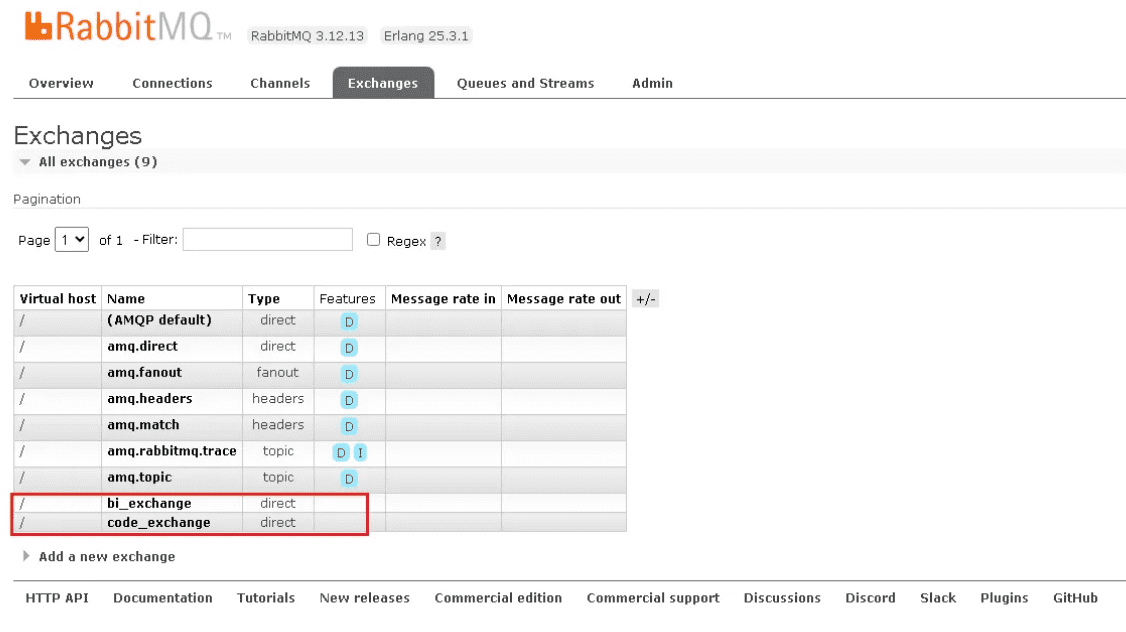 RabbitMQ TM RabbitMQ 3.12.13 Erlang 25.3.1
Overview Connections Channels Exchanges Queues and Streams Admin
Exchanges
All exchanges (9)
Pagination
Page 1 of 1 - Filter: Regex ?
Virtual host Name Type Features Message rate in Message rate out +/-
/ (AMQP default) direct D
/ amq.direct direct D
/ amq.fanout fanout D
/ amq.headers headers D
/ amq.match headers D
/ amq.rabbitmq.trace topic D I
/ amq.topic topic D
/ bi_exchange direct
/ code_exchange direct
Add a new exchange
HTTP API Documentation Tutorials New releases Commercial edition Commercial support Discussions Discord Slack Plugins GitHub